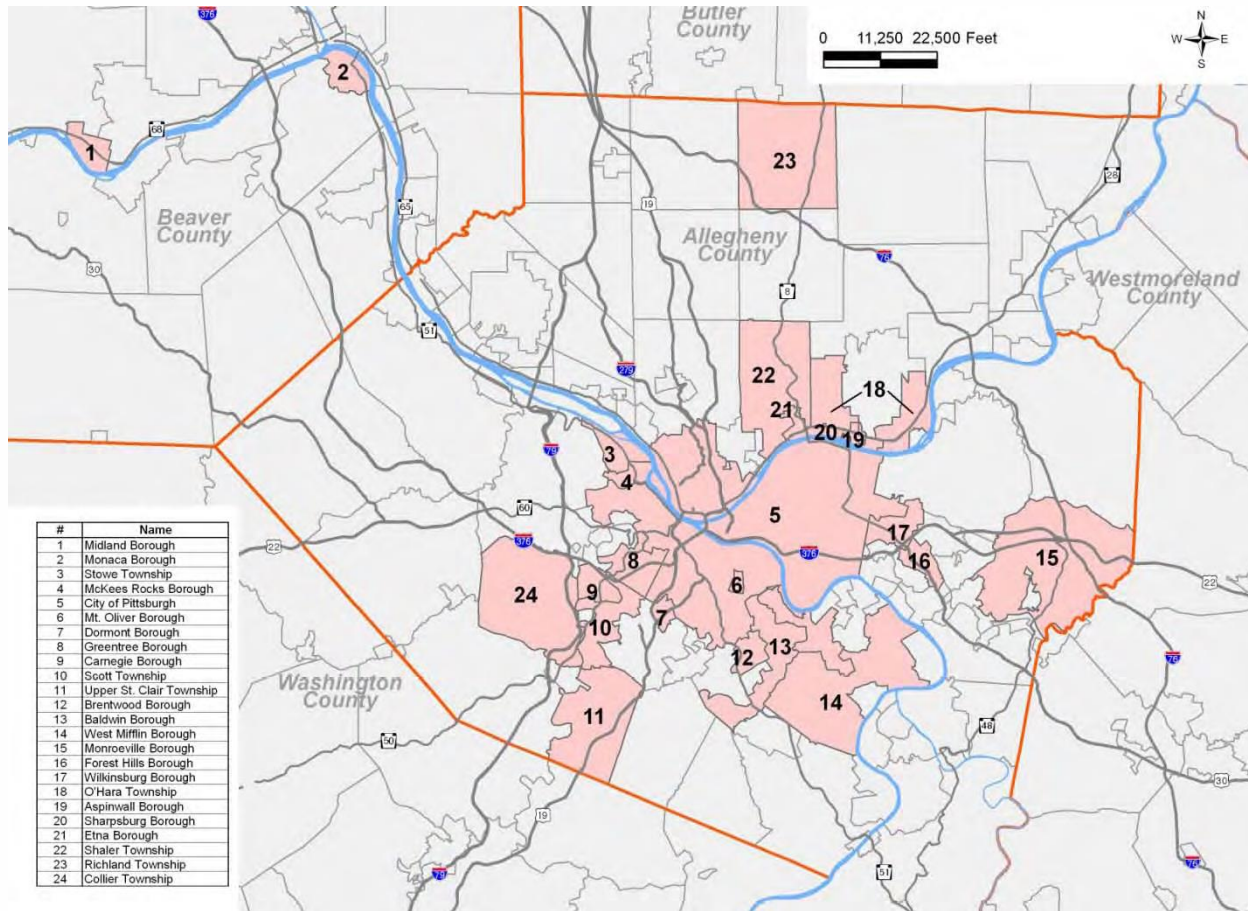 376
Butler
County
0 11,250 22,500 Feet
N
W E
S
2
68
1
23
28
Beaver
County
65
19
Allegheny
County
30
76
Westmoreland
County
8
51
279
22
18
21
20
19
3
79
4
60
5
17
22
376
376
16
15
22
8
24
9
6
7
10
13
12
76
Washington
County
11
14
48
50
30
19
79
51
76
# Name
1 Midland Borough
2 Monaca Borough
3 Stowe Township
4 McKees Rocks Borough
5 City of Pittsburgh
6 Mt. Oliver Borough
7 Dormont Borough
8 Greentree Borough
9 Carnegie Borough
10 Scott Township
11 Upper St. Clair Township
12 Brentwood Borough
13 Baldwin Borough
14 West Mifflin Borough
15 Monroeville Borough
16 Forest Hills Borough
17 Wilkinsburg Borough
18 O'Hara Township
19 Aspinwall Borough
20 Sharpsburg Borough
21 Etna Borough
22 Shaler Township
23 Richland Township
24 Collier Township